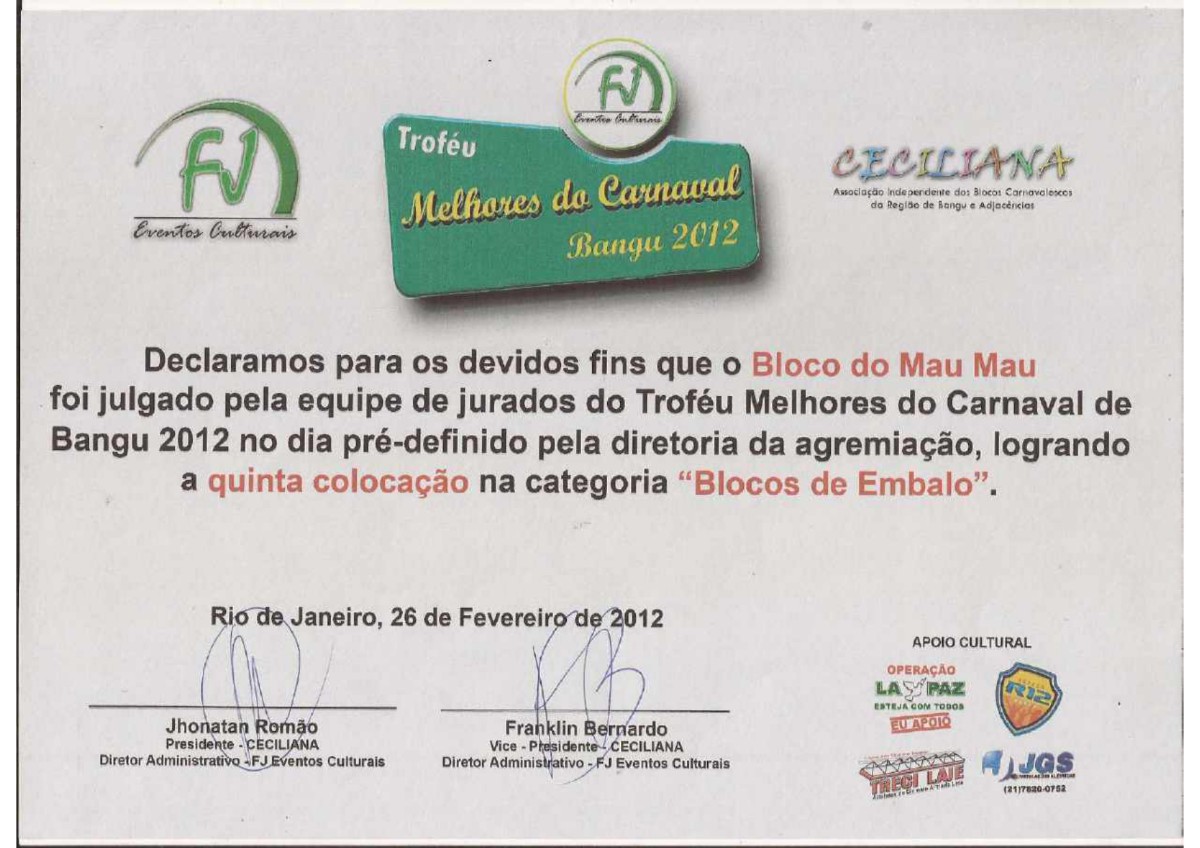 FJ
Eventos Culturais
FJ
Eventos Culturais
Troféu
Melhores do Carnaval
Bangu 2012
CECILIANA
Associação Independente dos Blocos Carnavalescos
da Região de Bangu e Adjacências
Declaramos para os devidos fins que o Bloco do Mau Mau
foi julgado pela equipe de jurados do Troféu Melhores do Carnaval de
Bangu 2012 no dia pré-definido pela diretoria da agremiação, logrando
a quinta colocação na categoria “Blocos de Embalo”.
Rio de Janeiro, 26 de Fevereiro de 2012
Jhonatan Romão
Presidente - CECILIANA
Diretor Administrativo - FJ Eventos Culturais
Franklin Bernardo
Vice - Presidente - CECILIANA
Diretor Administrativo - FJ Eventos Culturais
APOIO CULTURAL
OPERAÇÃO
LA PAZ
ESTEJA COM TODOS
EU APOIO
R12
TREGI LAJE
JGS
(21)7820-0752